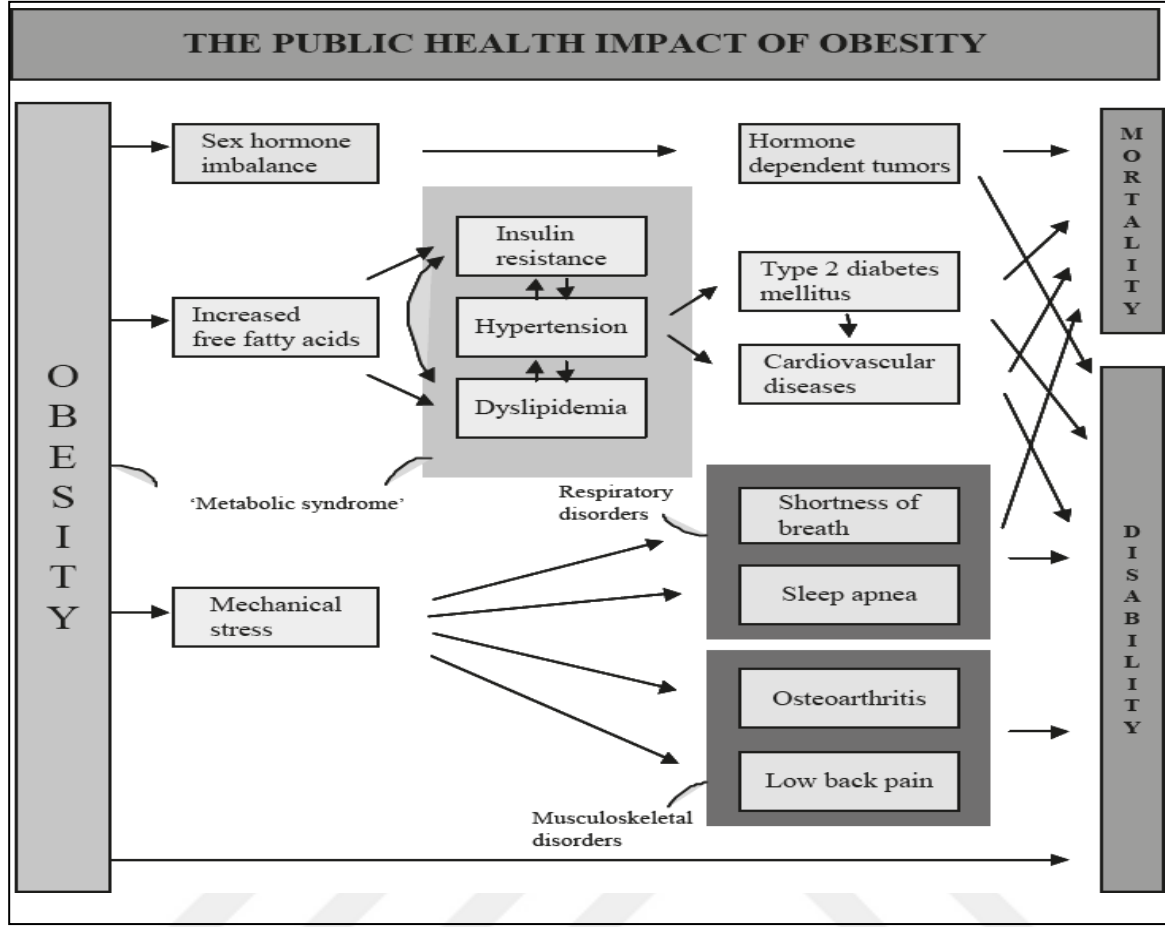 THE PUBLIC HEALTH IMPACT OF OBESITY
OBESITY
Sex hormone
imbalance
Hormone
dependent tumors
MORTALITY
Insulin
resistance
Increased
free fatty acids
Hypertension
Type 2 diabetes
mellitus
Cardiovascular
diseases
Dyslipidemia
‘Metabolic syndrome’
Respiratory
disorders
Shortness of
breath
Sleep apnea
DISABILITY
Mechanical
stress
Osteoarthritis
Low back pain
Musculoskeletal
disorders